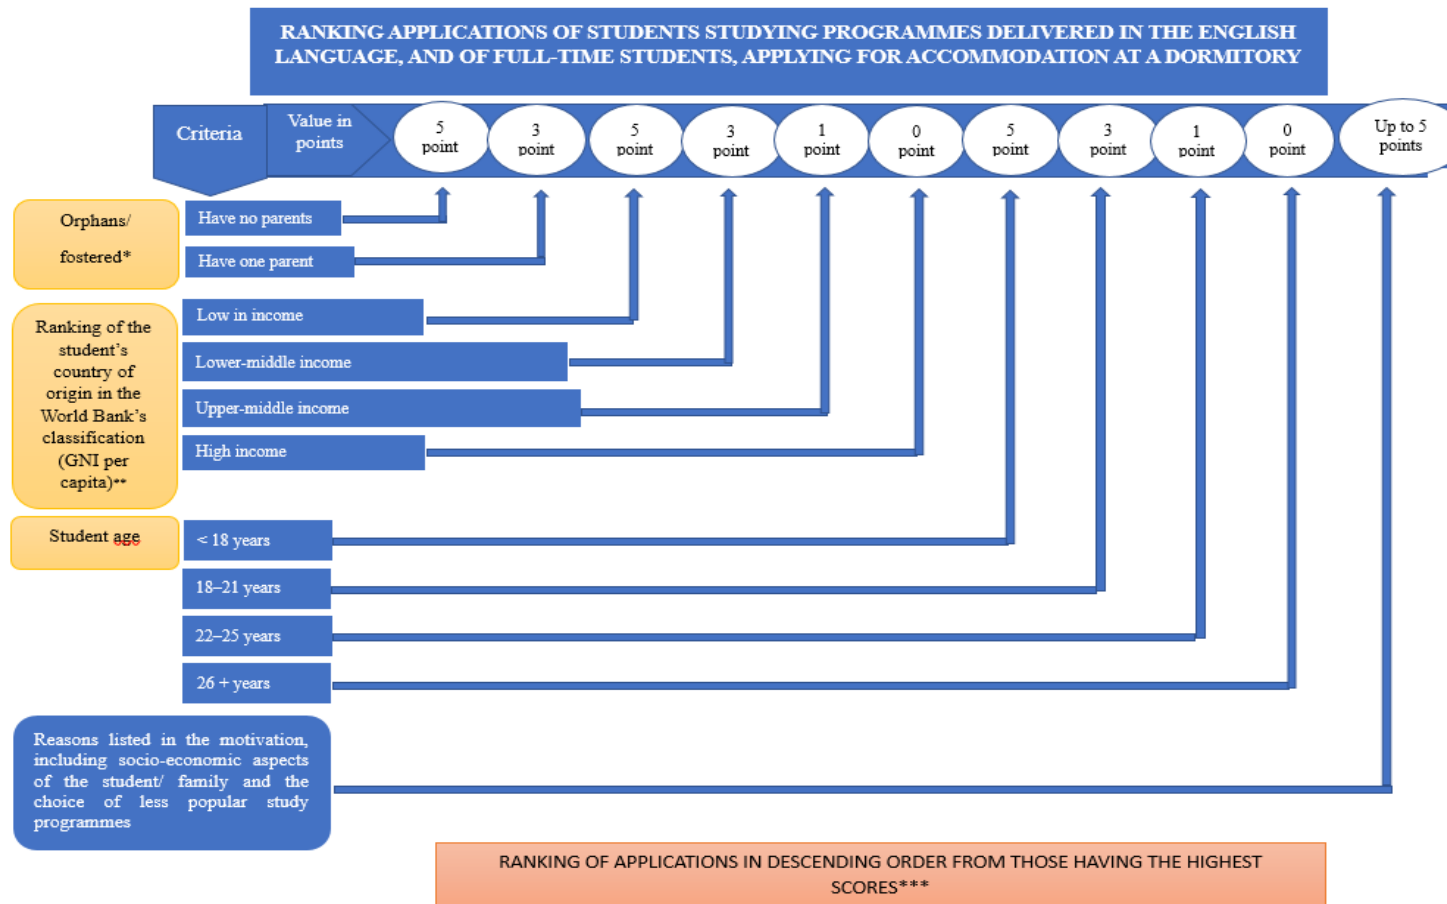 RANKING APPLICATIONS OF STUDENTS STUDYING PROGRAMMES DELIVERED IN THE ENGLISH
LANGUAGE, AND OF FULL-TIME STUDENTS, APPLYING FOR ACCOMMODATION AT A DORMITORY
Criteria
Value in
points
5
point
3
point
5
point
3
point
1
point
0
point
5
point
3
point
1
point
0
point
Up to 5
points
Orphans/
fostered*
Have no parents
Have one parent
Ranking of the
student’s
country of
origin in the
World Bank’s
classification
(GNI per
capita)**
Low in income
Lower-middle income
Upper-middle income
High income
Student age
< 18 years
18–21 years
22–25 years
26 + years
Reasons listed in the motivation,
including socio-economic aspects
of the student/ family and the
choice of less popular study
programmes
RANKING OF APPLICATIONS IN DESCENDING ORDER FROM THOSE HAVING THE HIGHEST
SCORES***